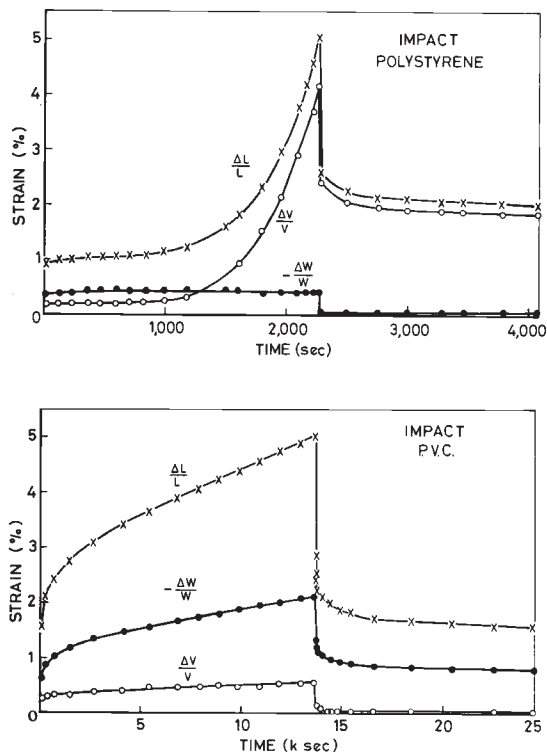 IMPACT
POLYSTYRENE
STRAIN (%)
5
4
3
2
1
0
ΔL/L
ΔV/V
-ΔW/W
1,000
2,000
3,000
4,000
TIME (sec)
IMPACT
P.V.C.
STRAIN (%)
5
4
3
2
1
0
ΔL/L
-ΔW/W
ΔV/V
5
10
15
20
25
TIME (k sec)